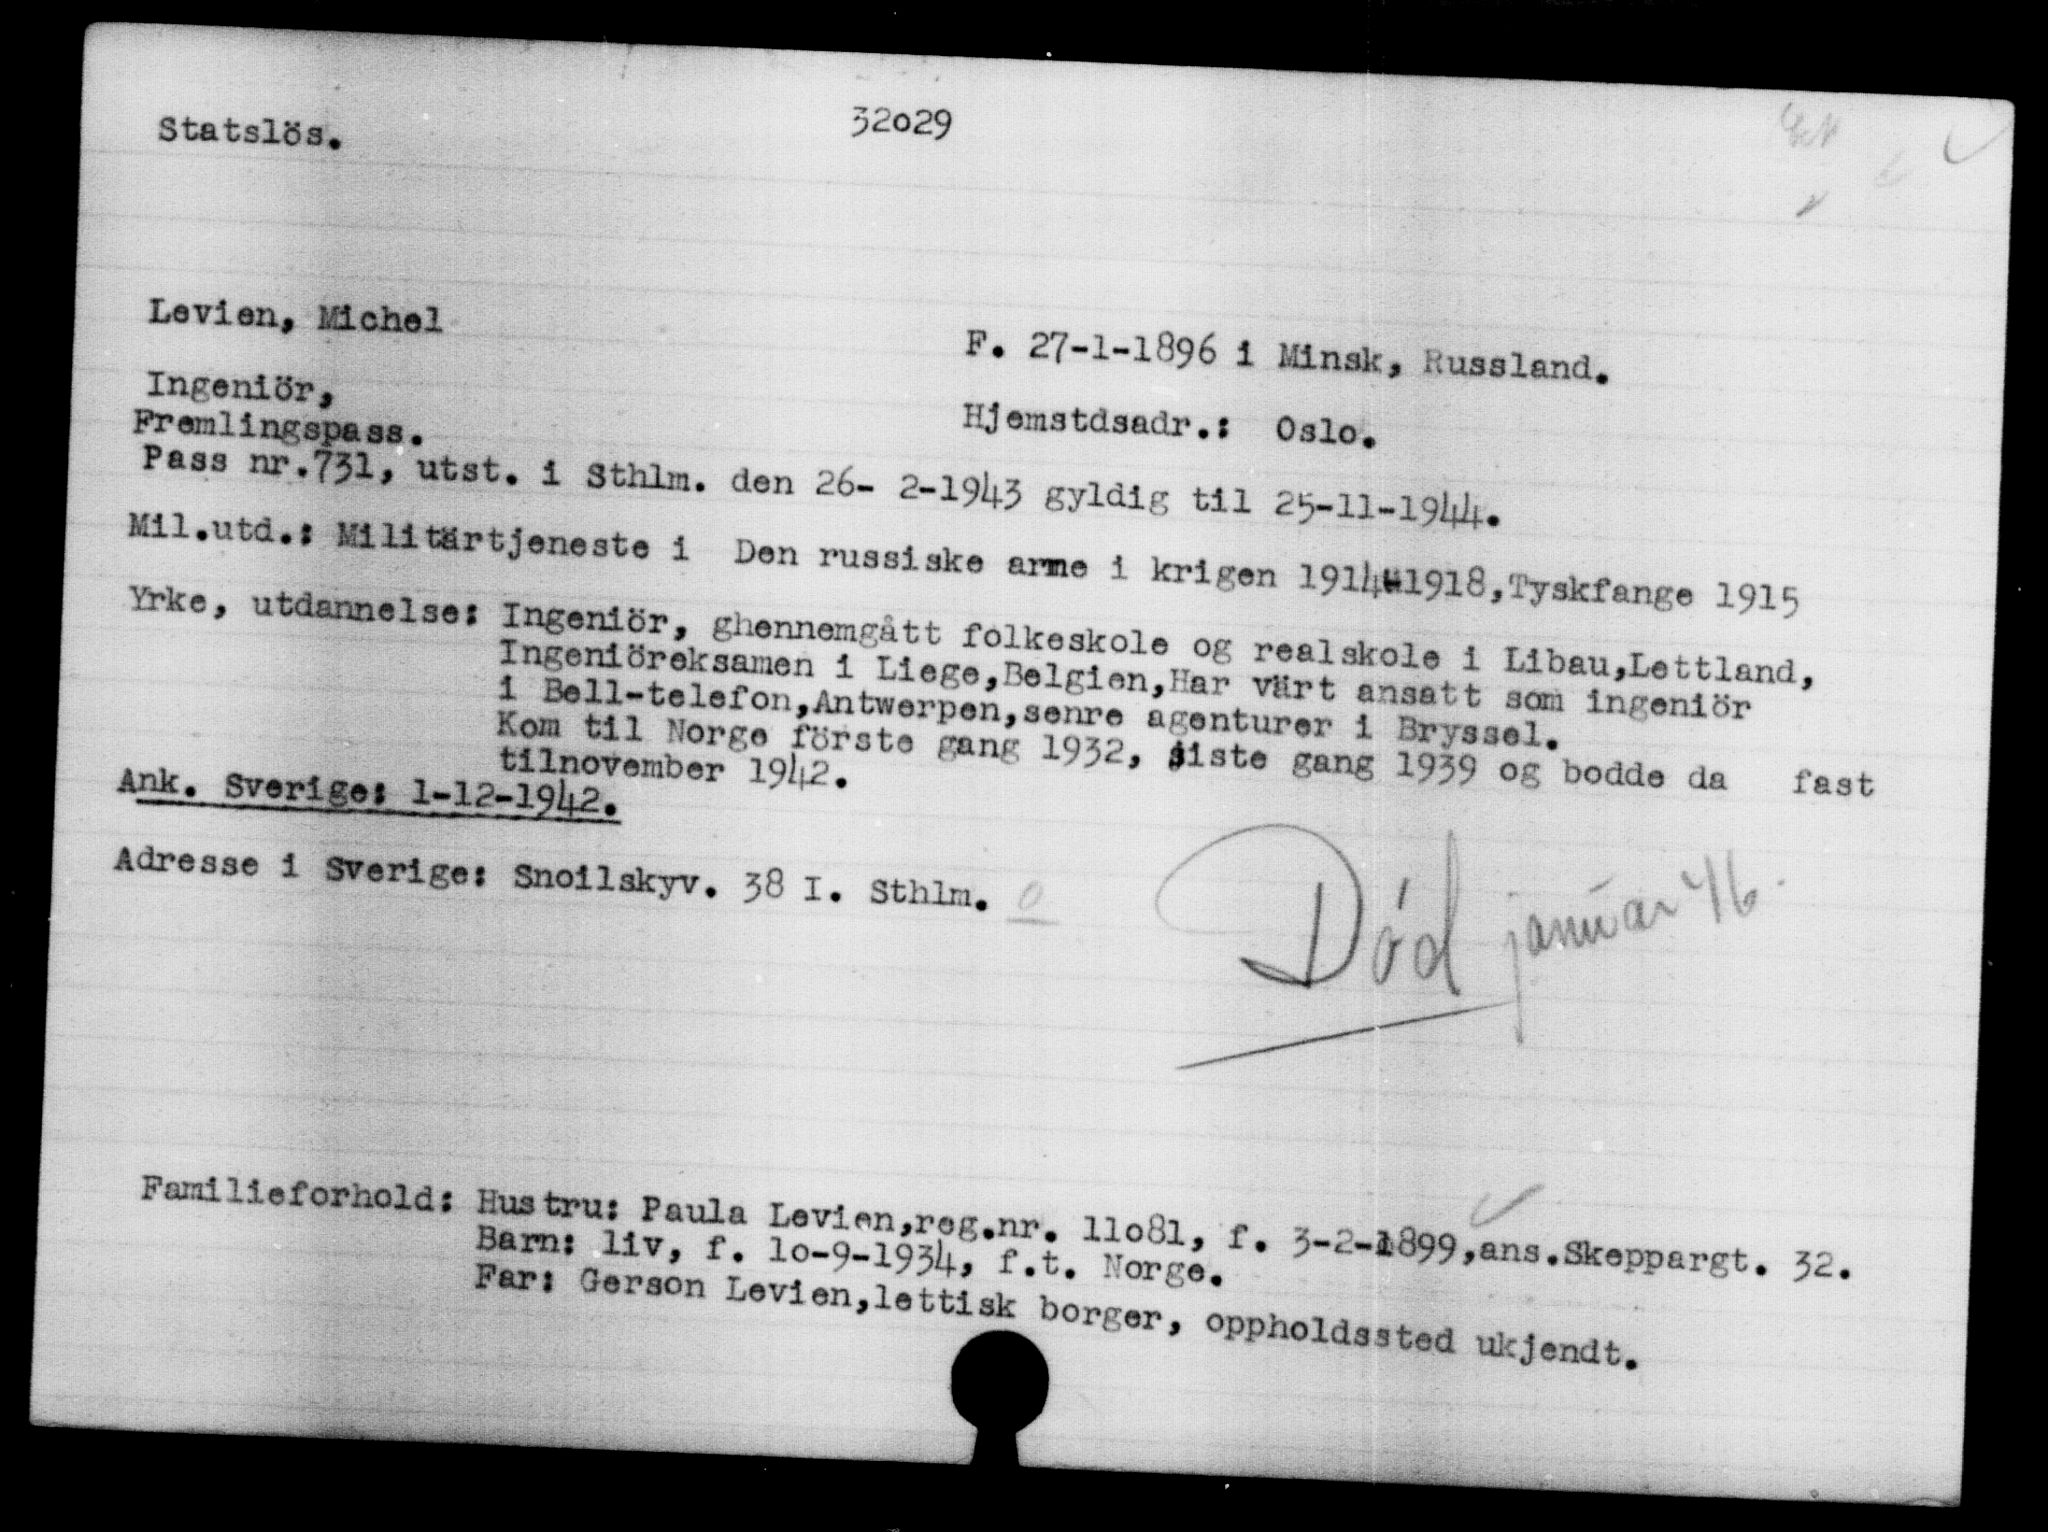 Statslös.
32029
Levien, Michel
F. 27-1-1896 i Minsk, Russland.
Ingeniör,
Hjemstdsadr.: Oslo.
Fremlingspass.
Pass nr.731, utst. i Sthlm. den 26- 2-1943 gyldig til 25-11-1944.
Mil.utd.: Militärtjeneste i Den russiske arme i krigen 1914-1918,Tyskfange 1915
Yrke, utdannelse: Ingeniör, ghennemgått folkeskole og realskole i Libau,Lettland,
Ingeniöreksamen i Liege,Belgien,Har värt ansatt som ingeniör
i Bell-telefon,Antwerpen,senre agenturer i Bryssel.
Kom til Norge förste gang 1932, siste gang 1939 og bodde da fast
tilnovember 1942.
Ank. Sverige: 1-12-1942.
Adresse i Sverige: Snoilskyv. 38 I. Sthlm.
Död januar 46.
Familieforhold: Hustru: Paula Levien,reg.nr. 11o81, f. 3-2-1899,ans.Skeppargt. 32.
Barn: liv, f. 1o-9-1934, f.t. Norge.
Far: Gerson Levien,lettisk borger, oppholdssted ukjendt.